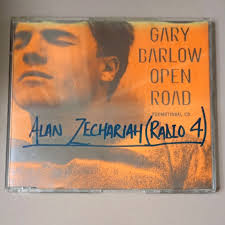 GARY
BARLOW
OPEN
ROAD
PROMOTIONAL CD
ALAN ZECHARIAH (RADIO 4)